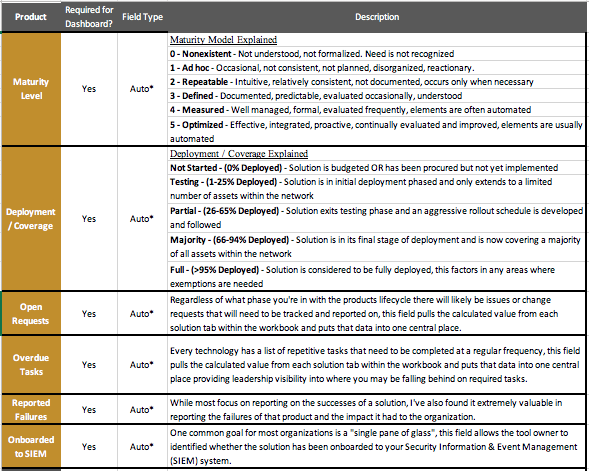 Product
Required for
Dashboard?
Field Type
Description
Maturity
Level
Yes
Auto*
Maturity Model Explained
0 - Nonexistent - Not understood, not formalized. Need is not recognized
1 - Ad hoc - Occasional, not consistent, not planned, disorganized, reactionary.
2 - Repeatable - Intuitive, relatively consistent, not documented, occurs only when necessary
3 - Defined - Documented, predictable, evaluated occasionally, understood
4 - Measured - Well managed, formal, evaluated frequently, elements are often automated
5 - Optimized - Effective, integrated, proactive, continually evaluated and improved, elements are usually
automated
Deployment
/ Coverage
Yes
Auto*
Deployment / Coverage Explained
Not Started - (0% Deployed) - Solution is budgeted OR has been procured but not yet implemented
Testing - (1-25% Deployed) - Solution is in initial deployment phased and only extends to a limited
number of assets within the network
Partial - (26-65% Deployed) - Solution exits testing phase and an aggressive rollout schedule is developed
and followed
Majority - (66-94% Deployed) - Solution is in its final stage of deployment and is now covering a majority
of all assets within the network
Full - (>95% Deployed) - Solution is considered to be fully deployed, this factors in any areas where
exemptions are needed
Open
Requests
Yes
Auto*
Regardless of what phase you're in with the products lifecycle there will likely be issues or change
requests that will need to be tracked and reported on, this field pulls the calculated value from each
solution tab within the workbook and puts that data into one central place.
Overdue
Tasks
Yes
Auto*
Every technology has a list of repetitive tasks that need to be completed at a regular frequency, this field
pulls the calculated value from each solution tab within the workbook and puts that data into one central
place providing leadership visibility into where you may be falling behind on required tasks.
Reported
Failures
Yes
Auto*
While most focus on reporting on the successes of a solution, I've also found it extremely valuable in
reporting the failures of that product and the impact it had to the organization.
Onboarded
to SIEM
Yes
Auto*
One common goal for most organizations is a "single pane of glass", this field allows the tool owner to
identify whether the solution has been onboarded to your Security Information & Event Management
(SIEM) system.